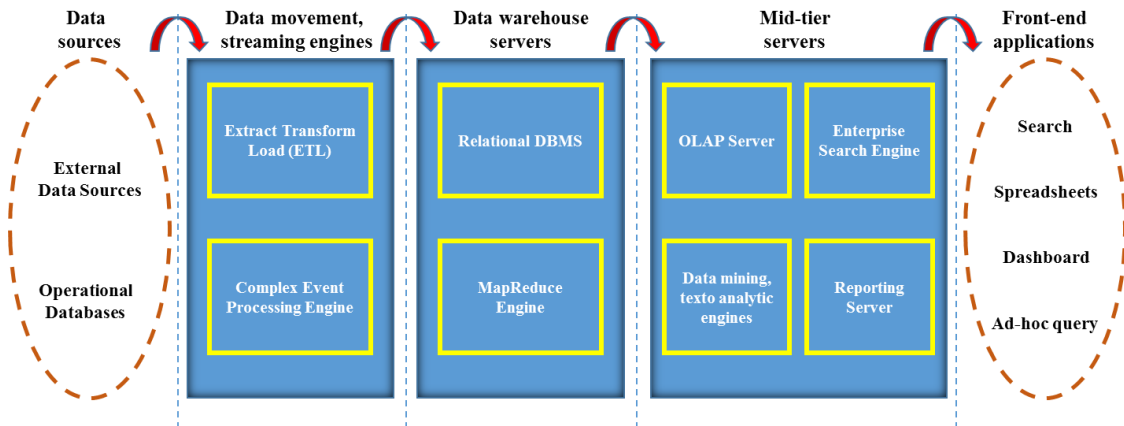 Data
sources
Data movement,
streaming engines
Data warehouse
servers
Mid-tier
servers
Front-end
applications
External
Data Sources
Operational
Databases
Extract Transform
Load (ETL)
Complex Event
Processing Engine
Relational DBMS
MapReduce
Engine
OLAP Server
Enterprise
Search Engine
Data mining,
texto analytic
engines
Reporting
Server
Search
Spreadsheets
Dashboard
Ad-hoc query